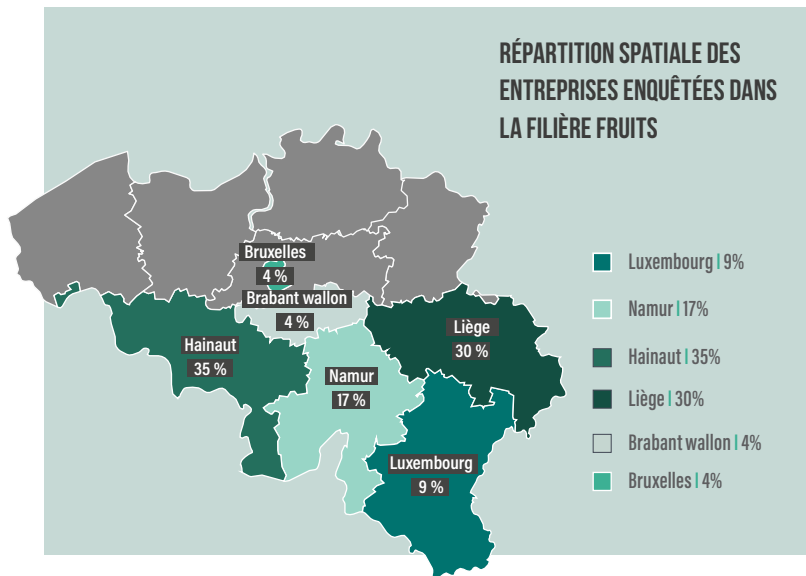 RÉPARTITION SPATIALE DES
ENTREPRISES ENQUÊTÉES DANS
LA FILIÈRE FRUITS
Bruxelles
4 %
Brabant wallon
4 %
Hainaut
35 %
Namur
17 %
Liège
30 %
Luxembourg
9 %
Luxembourg | 9%
Namur | 17%
Hainaut | 35%
Liège | 30%
Brabant wallon | 4%
Bruxelles | 4%